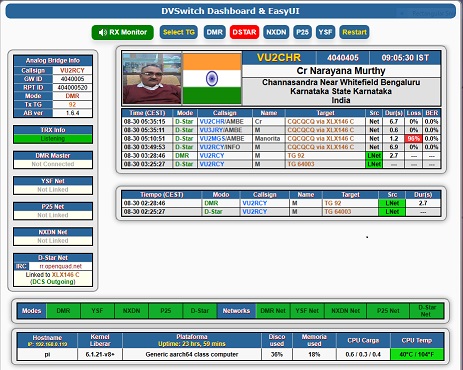 DVSwitch Dashboard & EasyUI
RX Monitor
Select TG
DMR
DSTAR
NXDN
P25
YSF
Restart
Analog Bridge Info
Callsign VU2RCY
GW ID 4040005
RPT ID 404000520
Mode DMR
Tx TG 92
AB ver 1.6.4
TRX Info
Listening
DMR Master
Not Connected
YSF Net
Not Linked
P25 Net
Not Linked
NXDN Net
Not Linked
D-Star Net
IRC rr.openquad.net
Linked to XLX146 C
(DCS Outgoing)
VU2CHR 4040405 09:05:30 IST
Cr Narayana Murthy
Channasandra Near Whitefield Bengaluru
Karnataka State Karnataka
India
Time (CEST) Mode Callsign Name Target Src Dur(s) Loss BER
08-30 05:35:15 D-Star VU2CHR/AMBE Cr CQCQCQ via XLX146 C Net 6.7 0% 0.0%
08-30 05:35:11 D-Star VU3JRY/AMBE M CQCQCQ via XLX146 C Net 0.6 0% 0.0%
08-30 05:10:51 D-Star VU2MGS/AMBE Manorita CQCQCQ via XLX146 C Net 1.2 96% 0.0%
08-30 03:49:53 D-Star VU2RCY/INFO M CQCQCQ via XLX146 C Net 6.9 0% 0.0%
08-30 03:28:46 DMR VU2RCY M TG 92 LNet 2.7 --- ---
08-30 03:25:27 D-Star VU2RCY M TG 64003 LNet --- ---
Tiempo (CEST) Modo Callsign Name Target Src Dur(s)
08-30 02:28:46 DMR VU2RCY M TG 92 LNet 2.7
08-30 02:25:27 D-Star VU2RCY M TG 64003 LNet ---
Modes DMR YSF NXDN P25 D-Star Networks DMR Net YSF Net NXDN Net P25 Net D-Star Net
Hostname
IP: 192.168.0.119
Kernel
Liberar
Plataforma
Uptime: 23 hrs, 59 mins
Disco
usada
Memoria
usada
CPU Carga
CPU Temp
pi 6.1.21-v8+ Generic aarch64 class computer 36% 18% 0.6 / 0.3 / 0.4 40°C / 104°F